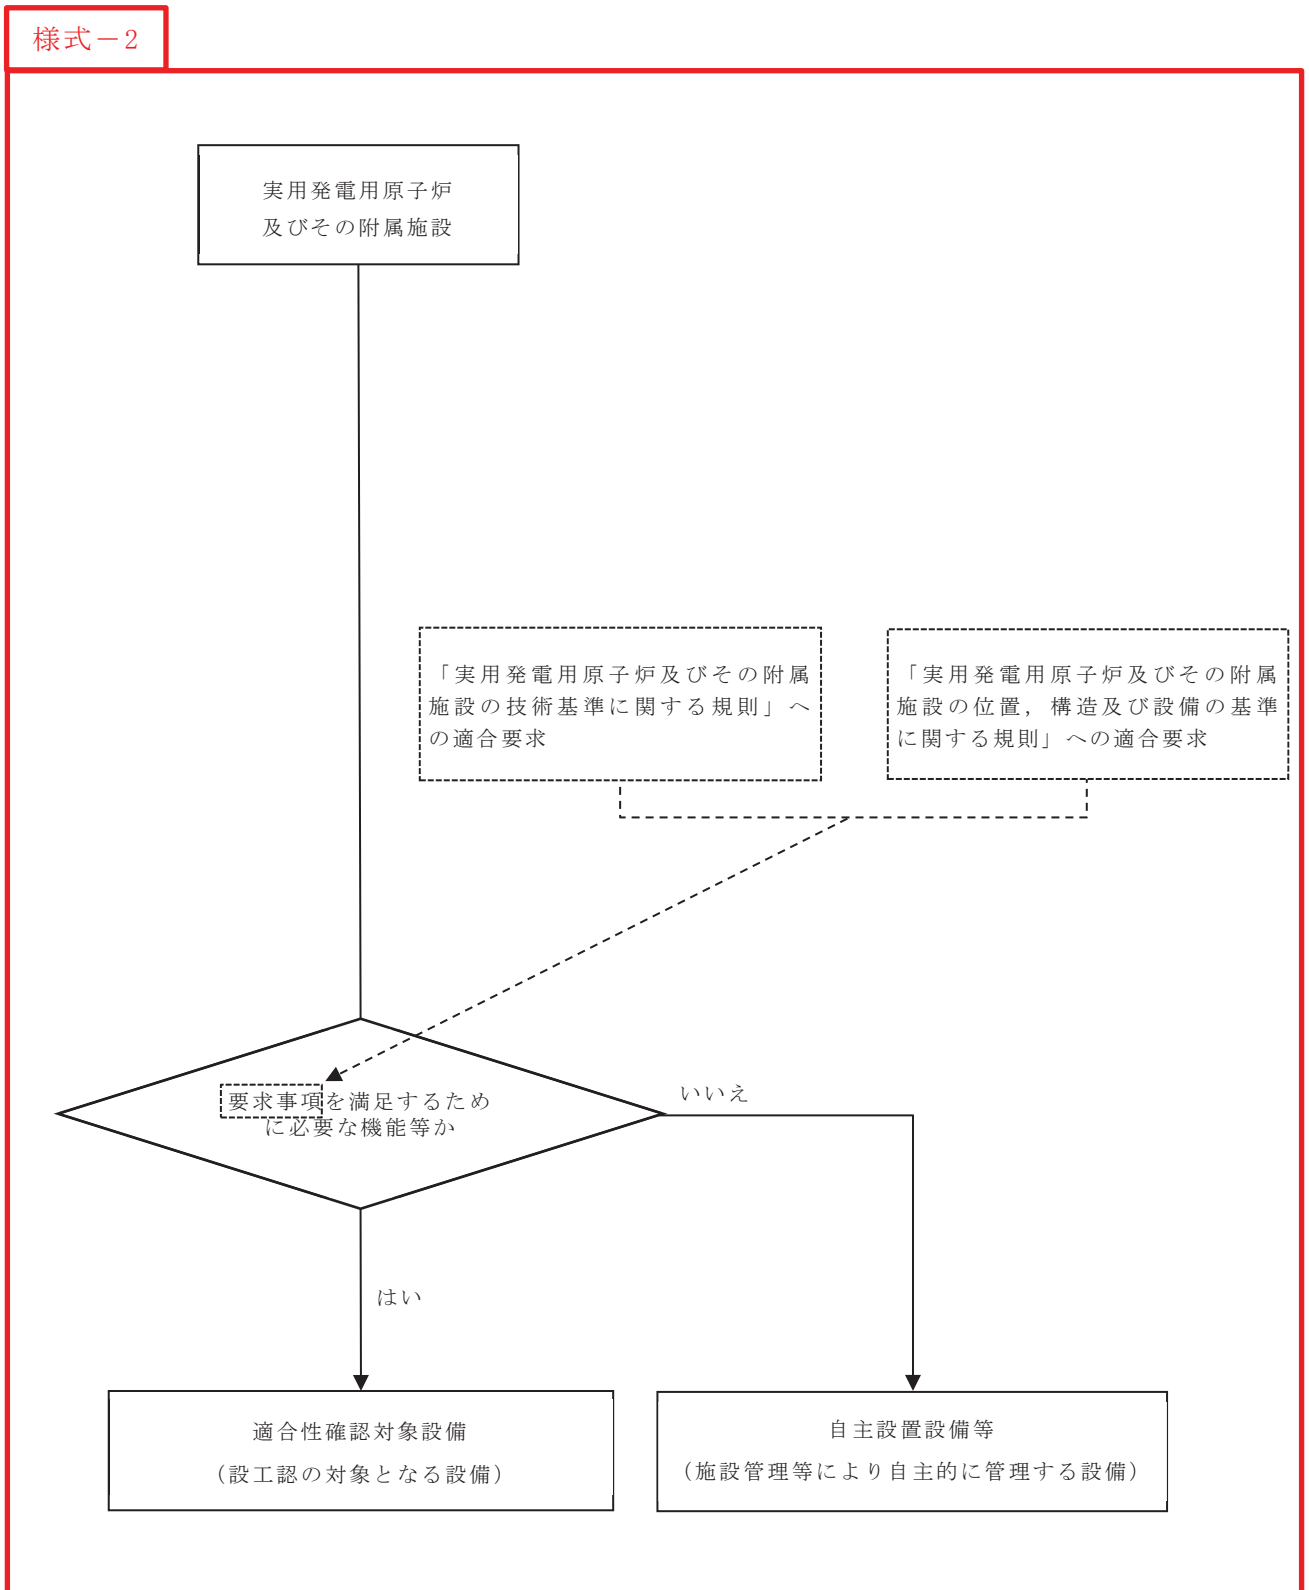 様式－2
実用発電用原子炉
及びその附属施設
「実用発電用原子炉及びその附属
施設の技術基準に関する規則」へ
の適合要求
「実用発電用原子炉及びその附属
施設の位置，構造及び設備の基準
に関する規則」への適合要求
要求事項を満足するため
に必要な機能等か
いいえ
はい
適合性確認対象設備
（設工認の対象となる設備）
自主設置設備等
（施設管理等により自主的に管理する設備）